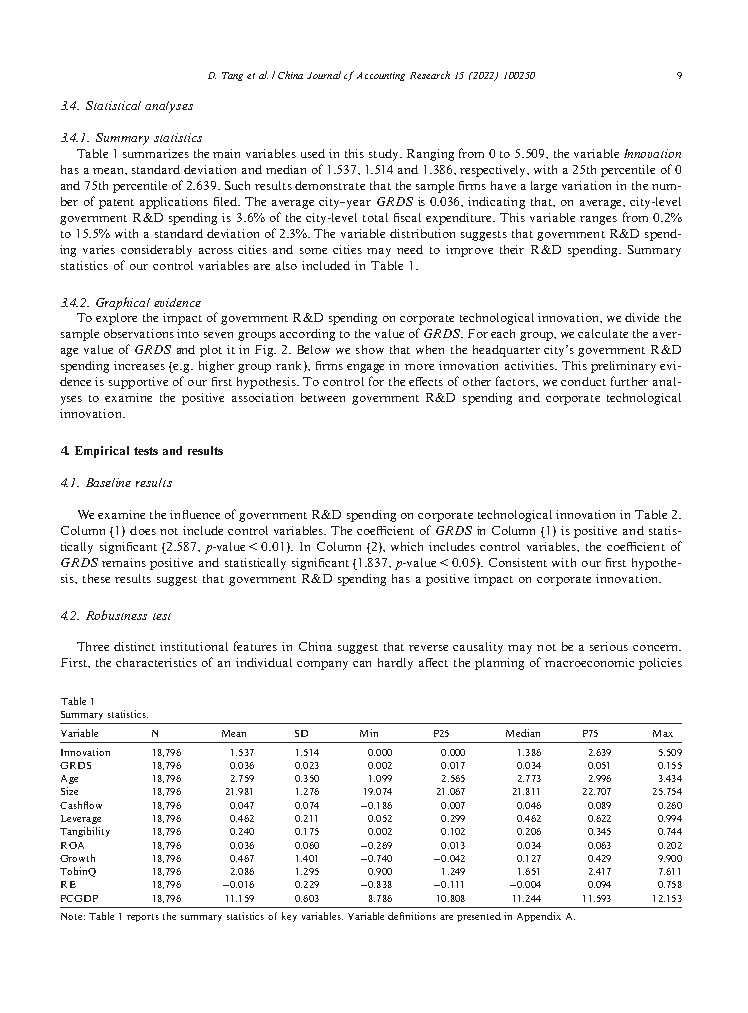 D. Tang et al. / China Journal of Accounting Research 15 (2022) 100250 9
3.4. Statistical analyses
3.4.1. Summary statistics
Table 1 summarizes the main variables used in this study. Ranging from 0 to 5.509, the variable Innovation
has a mean, standard deviation and median of 1.537, 1.514 and 1.386, respectively, with a 25th percentile of 0
and 75th percentile of 2.639. Such results demonstrate that the sample firms have a large variation in the num-
ber of patent applications filed. The average city–year GRDS is 0.036, indicating that, on average, city-level
government R&D spending is 3.6% of the city-level total fiscal expenditure. This variable ranges from 0.2%
to 15.5% with a standard deviation of 2.3%. The variable distribution suggests that government R&D spend-
ing varies considerably across cities and some cities may need to improve their R&D spending. Summary
statistics of our control variables are also included in Table 1.
3.4.2. Graphical evidence
To explore the impact of government R&D spending on corporate technological innovation, we divide the
sample observations into seven groups according to the value of GRDS. For each group, we calculate the aver-
age value of GRDS and plot it in Fig. 2. Below we show that when the headquarter city's government R&D
spending increases (e.g. higher group rank), firms engage in more innovation activities. This preliminary evi-
dence is supportive of our first hypothesis. To control for the effects of other factors, we conduct further anal-
yses to examine the positive association between government R&D spending and corporate technological
innovation.
4. Empirical tests and results
4.1. Baseline results
We examine the influence of government R&D spending on corporate technological innovation in Table 2.
Column (1) does not include control variables. The coefficient of GRDS in Column (1) is positive and statis-
tically significant (2.587, p-value < 0.01). In Column (2), which includes control variables, the coefficient of
GRDS remains positive and statistically significant (1.837, p-value < 0.05). Consistent with our first hypothe-
sis, these results suggest that government R&D spending has a positive impact on corporate innovation.
4.2. Robustness test
Three distinct institutional features in China suggest that reverse causality may not be a serious concern.
First, the characteristics of an individual company can hardly affect the planning of macroeconomic policies
Table 1
Summary statistics.
Variable N Mean SD Min P25 Median P75 Max
Innovation 18,796 1.537 1.514 0.000 0.000 1.386 2.639 5.509
GRDS 18,796 0.036 0.023 0.002 0.017 0.034 0.051 0.155
Age 18,796 2.759 0.350 1.099 2.565 2.773 2.996 3.434
Size 18,796 21.981 1.276 19.074 21.067 21.811 22.707 25.754
Cashflow 18,796 0.047 0.074 −0.186 0.007 0.046 0.089 0.260
Leverage 18,796 0.462 0.211 0.052 0.299 0.462 0.622 0.994
Tangibility 18,796 0.240 0.175 0.002 0.102 0.206 0.345 0.744
ROA 18,796 0.036 0.060 −0.269 0.013 0.034 0.063 0.202
Growth 18,796 0.467 1.401 −0.740 −0.042 0.127 0.429 9.900
TobinQ 18,796 2.086 1.295 0.900 1.249 1.651 2.417 7.611
RE 18,796 −0.016 0.229 −0.838 −0.111 −0.004 0.094 0.758
PCGDP 18,796 11.159 0.603 8.786 10.808 11.244 11.593 12.153
Note: Table 1 reports the summary statistics of key variables. Variable definitions are presented in Appendix A.